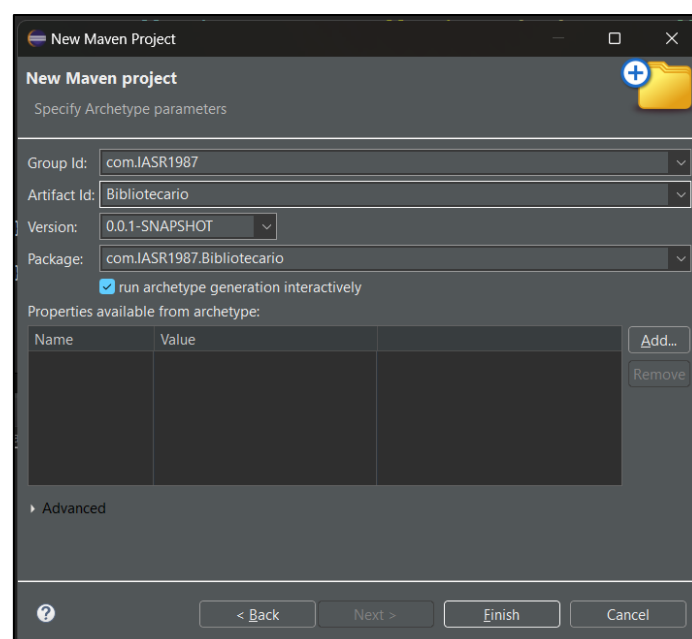 New Maven Project
New Maven project
Specify Archetype parameters
Group Id: com.IASR1987
Artifact Id: Bibliotecario
Version: 0.0.1-SNAPSHOT
Package: com.IASR1987.Bibliotecario
run archetype generation interactively
Properties available from archetype:
Name Value Add...
Remove
Advanced
? < Back Next > Finish Cancel